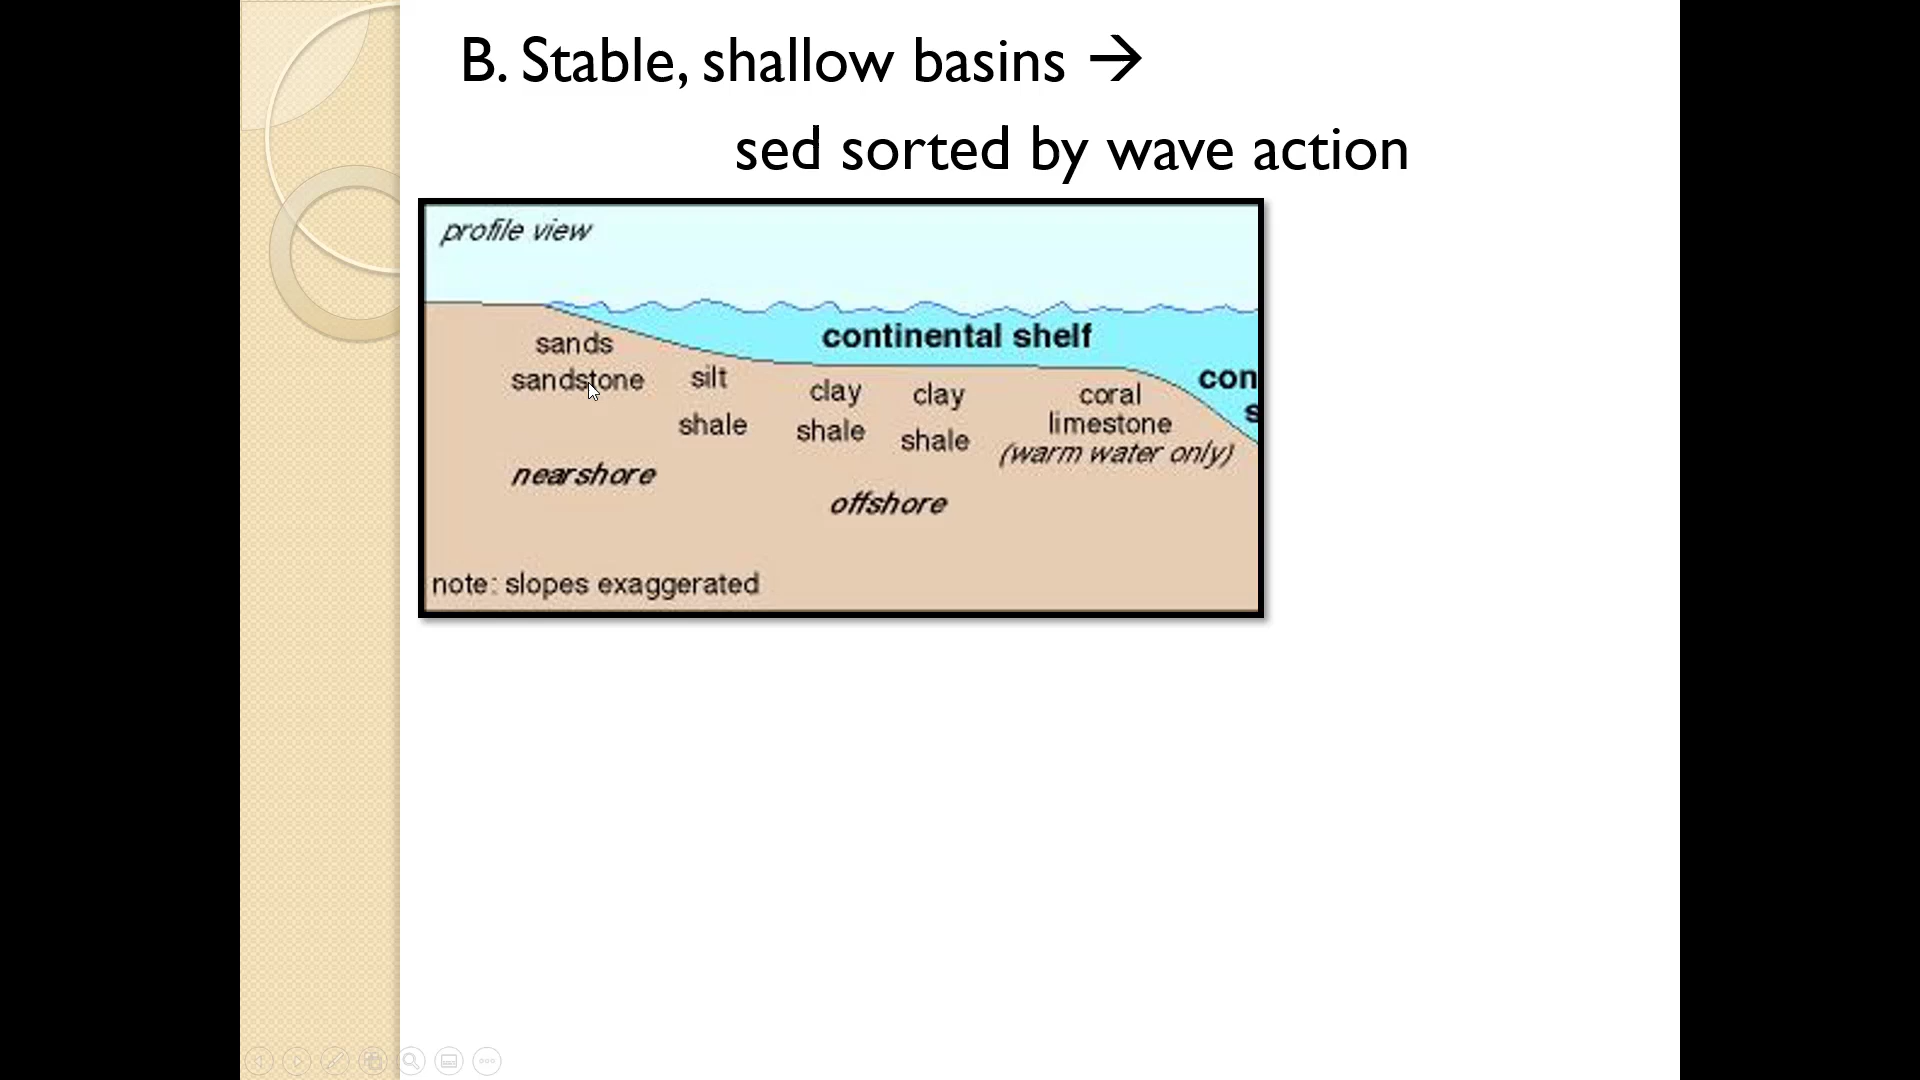 B. Stable, shallow basins →
sed sorted by wave action
profile view
continental shelf
sands
sandstone
silt
shale
clay
shale
clay
shale
coral
limestone
(warm water only)
con
s
nearshore
offshore
note: slopes exaggerated